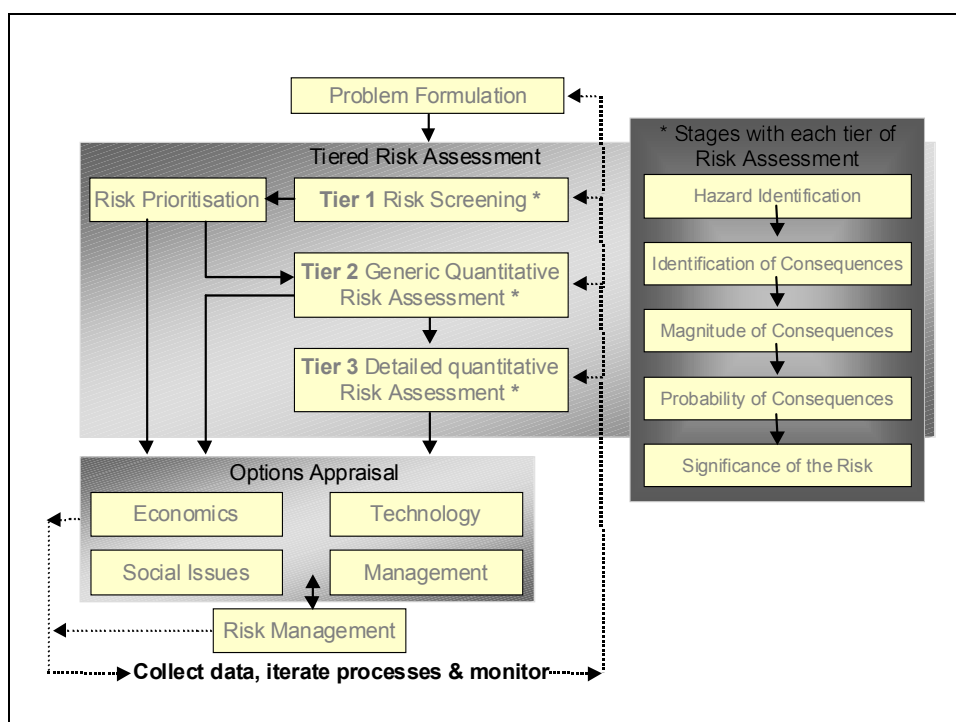 Problem Formulation
Tiered Risk Assessment
Risk Prioritisation
Tier 1 Risk Screening *
Tier 2 Generic Quantitative
Risk Assessment *
Tier 3 Detailed quantitative
Risk Assessment *
Options Appraisal
Economics
Technology
Social Issues
Management
Risk Management
Collect data, iterate processes & monitor
* Stages with each tier of
Risk Assessment
Hazard Identification
Identification of Consequences
Magnitude of Consequences
Probability of Consequences
Significance of the Risk